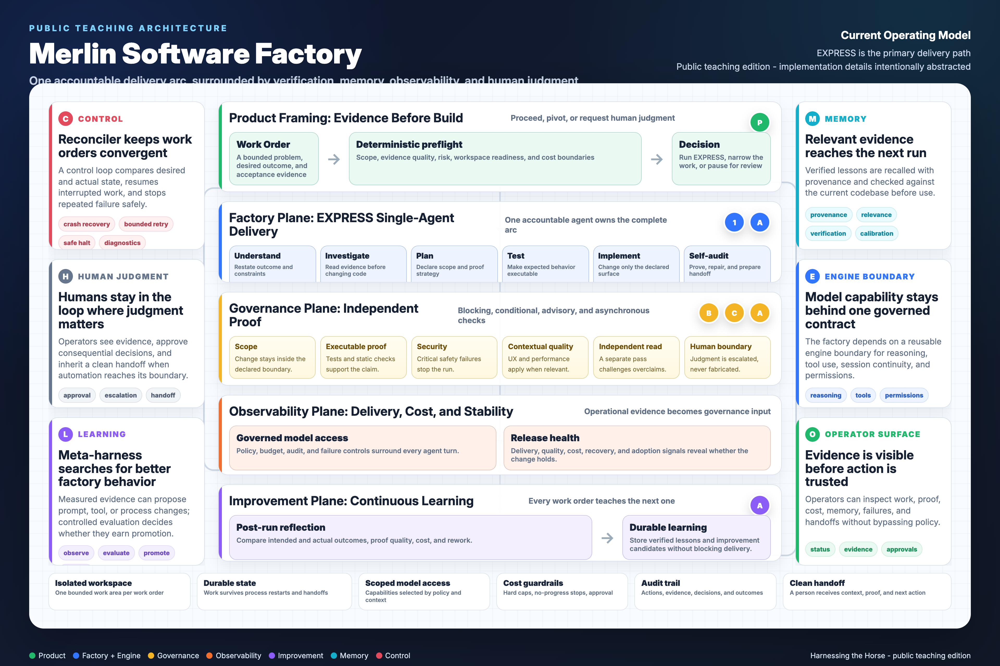 PUBLIC TEACHING ARCHITECTURE
Merlin Software Factory
One accountable delivery arc, surrounded by verification, memory, observability, and human judgment
Current Operating Model
EXPRESS is the primary delivery path
Public teaching edition - implementation details intentionally abstracted
C CONTROL
Reconciler keeps work
orders convergent
A control loop compares desired
and actual state, resumes
interrupted work, and stops
repeated failure safely.
crash recovery bounded retry
safe halt diagnostics
H HUMAN JUDGMENT
Humans stay in the
loop where judgment
matters
Operators see evidence, approve
consequential decisions, and
inherit a clean handoff when
automation reaches its boundary.
approval escalation handoff
L LEARNING
Meta-harness
searches for better
factory behavior
Measured evidence can propose
prompt, tool, or process changes;
controlled evaluation decides
whether they earn promotion.
observe evaluate promote
Product Framing: Evidence Before Build
Proceed, pivot, or request human judgment
P
Work Order
A bounded problem,
desired outcome, and
acceptance evidence
→
Deterministic preflight
Scope, evidence quality, risk, workspace readiness, and cost boundaries
→
Decision
Run EXPRESS, narrow the
work, or pause for review
Factory Plane: EXPRESS Single-Agent
Delivery
One accountable agent owns the complete
arc
1 A
Understand
Restate outcome and
constraints
Investigate
Read evidence before
changing code
Plan
Declare scope and proof
strategy
Test
Make expected behavior
executable
Implement
Change only the declared
surface
Self-audit
Prove, repair, and prepare
handoff
Governance Plane: Independent
Proof
Blocking, conditional, advisory, and asynchronous
checks
B C A
Scope
Change stays inside the
declared boundary.
Executable proof
Tests and static checks
support the claim.
Security
Critical safety failures
stop the run.
Contextual quality
UX and performance
apply when relevant.
Independent read
A separate pass
challenges overclaims.
Human boundary
Judgment is escalated,
never fabricated.
Observability Plane: Delivery, Cost, and Stability
Operational evidence becomes governance input
Governed model access
Policy, budget, audit, and failure controls surround every agent turn.
Release health
Delivery, quality, cost, recovery, and adoption signals reveal whether the
change holds.
Improvement Plane: Continuous Learning
Every work order teaches the next one
A
Post-run reflection
Compare intended and actual outcomes, proof quality, cost, and rework.
→
Durable learning
Store verified lessons and improvement
candidates without blocking delivery.
M MEMORY
Relevant evidence
reaches the next run
Verified lessons are recalled with
provenance and checked against
the current codebase before use.
provenance relevance
verification calibration
E ENGINE BOUNDARY
Model capability stays
behind one governed
contract
The factory depends on a reusable
engine boundary for reasoning,
tool use, session continuity, and
permissions.
reasoning tools permissions
O OPERATOR SURFACE
Evidence is visible
before action is
trusted
Operators can inspect work, proof,
cost, memory, failures, and
handoffs without bypassing policy.
status evidence approvals
Isolated workspace
One bounded work area per work order
Durable state
Work survives process restarts and handoffs
Scoped model access
Capabilities selected by policy and
context
Cost guardrails
Hard caps, no-progress stops, approval
Audit trail
Actions, evidence, decisions, and outcomes
Clean handoff
A person receives context, proof, and next action
Product Factory + Engine Governance Observability Improvement Memory Control
Harnessing the Horse - public teaching edition